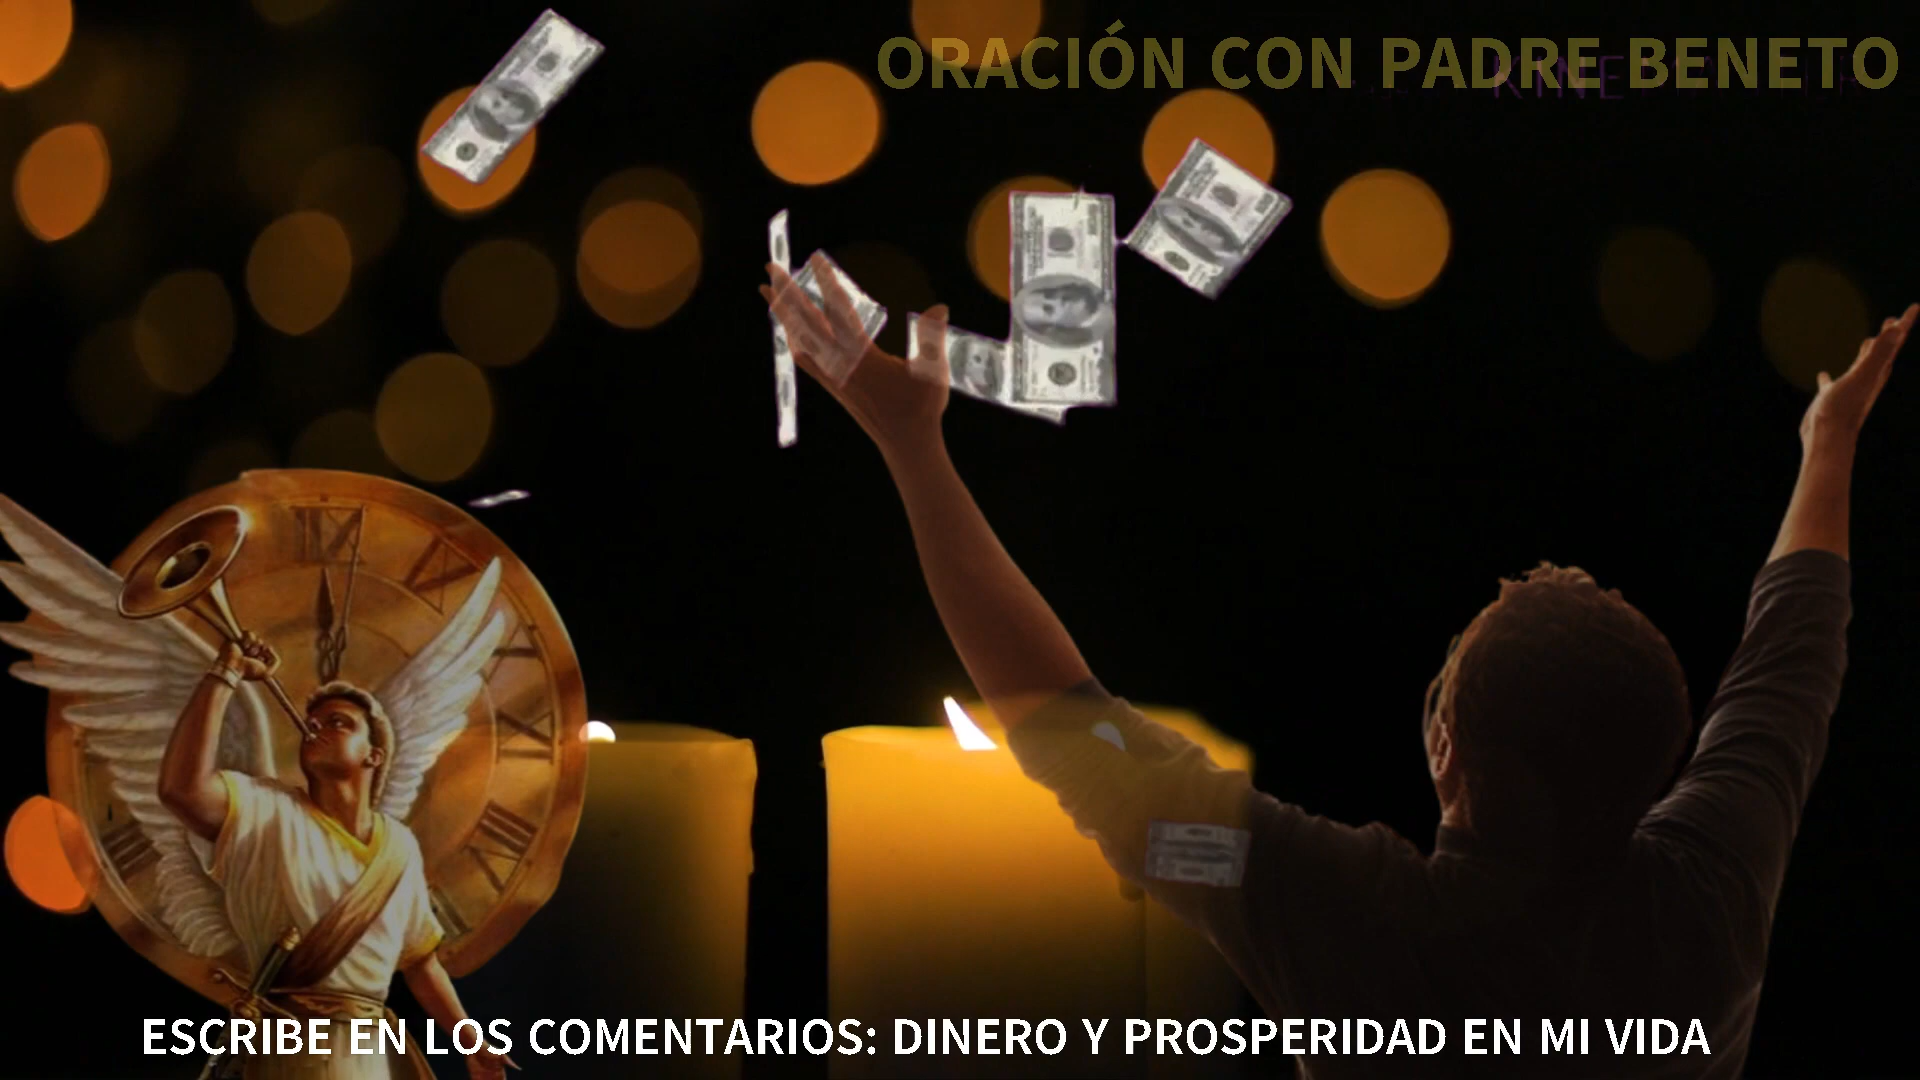 ORACIÓN CON PADRE BENETO
ESCRIBE EN LOS COMENTARIOS: DINERO Y PROSPERIDAD EN MI VIDA